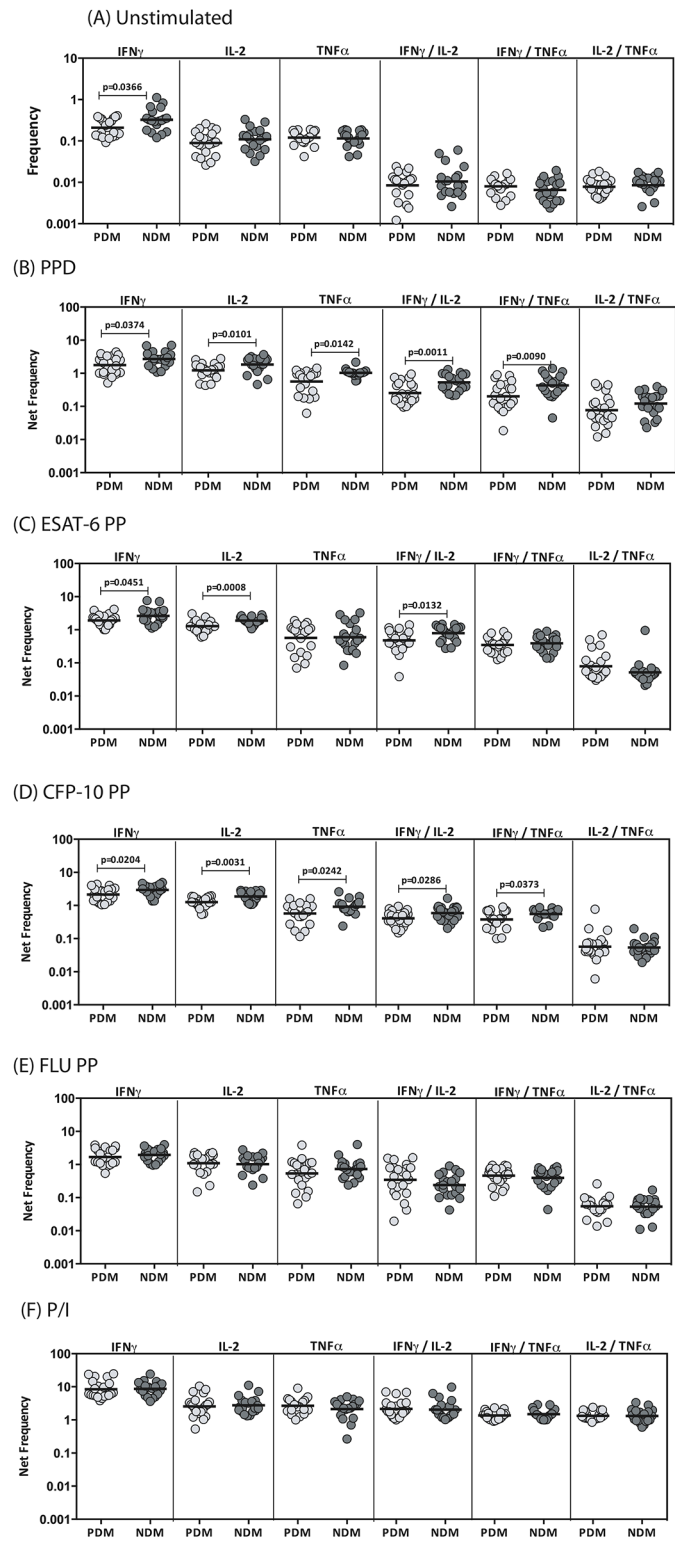 (A) Unstimulated
IFNγ IL-2 TNFα IFNγ / IL-2 IFNγ / TNFα IL-2 / TNFα
10
p=0.0366
1
0.1
0.01
0.001
Frequency
PDM NDM PDM NDM PDM NDM PDM NDM PDM NDM PDM NDM
(B) PPD
IFNγ IL-2 TNFα IFNγ / IL-2 IFNγ / TNFα IL-2 / TNFα
100
p=0.0374 p=0.0101 p=0.0142 p=0.0011 p=0.0090
10
1
0.1
0.01
0.001
Net Frequency
PDM NDM PDM NDM PDM NDM PDM NDM PDM NDM PDM NDM
(C) ESAT-6 PP
IFNγ IL-2 TNFα IFNγ / IL-2 IFNγ / TNFα IL-2 / TNFα
100
p=0.0451 p=0.0008 p=0.0132
10
1
0.1
0.01
0.001
Net Frequency
PDM NDM PDM NDM PDM NDM PDM NDM PDM NDM PDM NDM
(D) CFP-10 PP
IFNγ IL-2 TNFα IFNγ / IL-2 IFNγ / TNFα IL-2 / TNFα
100
p=0.0204 p=0.0031 p=0.0242 p=0.0286 p=0.0373
10
1
0.1
0.01
0.001
Net Frequency
PDM NDM PDM NDM PDM NDM PDM NDM PDM NDM PDM NDM
(E) FLU PP
IFNγ IL-2 TNFα IFNγ / IL-2 IFNγ / TNFα IL-2 / TNFα
100
10
1
0.1
0.01
0.001
Net Frequency
PDM NDM PDM NDM PDM NDM PDM NDM PDM NDM PDM NDM
(F) P/I
IFNγ IL-2 TNFα IFNγ / IL-2 IFNγ / TNFα IL-2 / TNFα
100
10
1
0.1
0.01
0.001
Net Frequency
PDM NDM PDM NDM PDM NDM PDM NDM PDM NDM PDM NDM